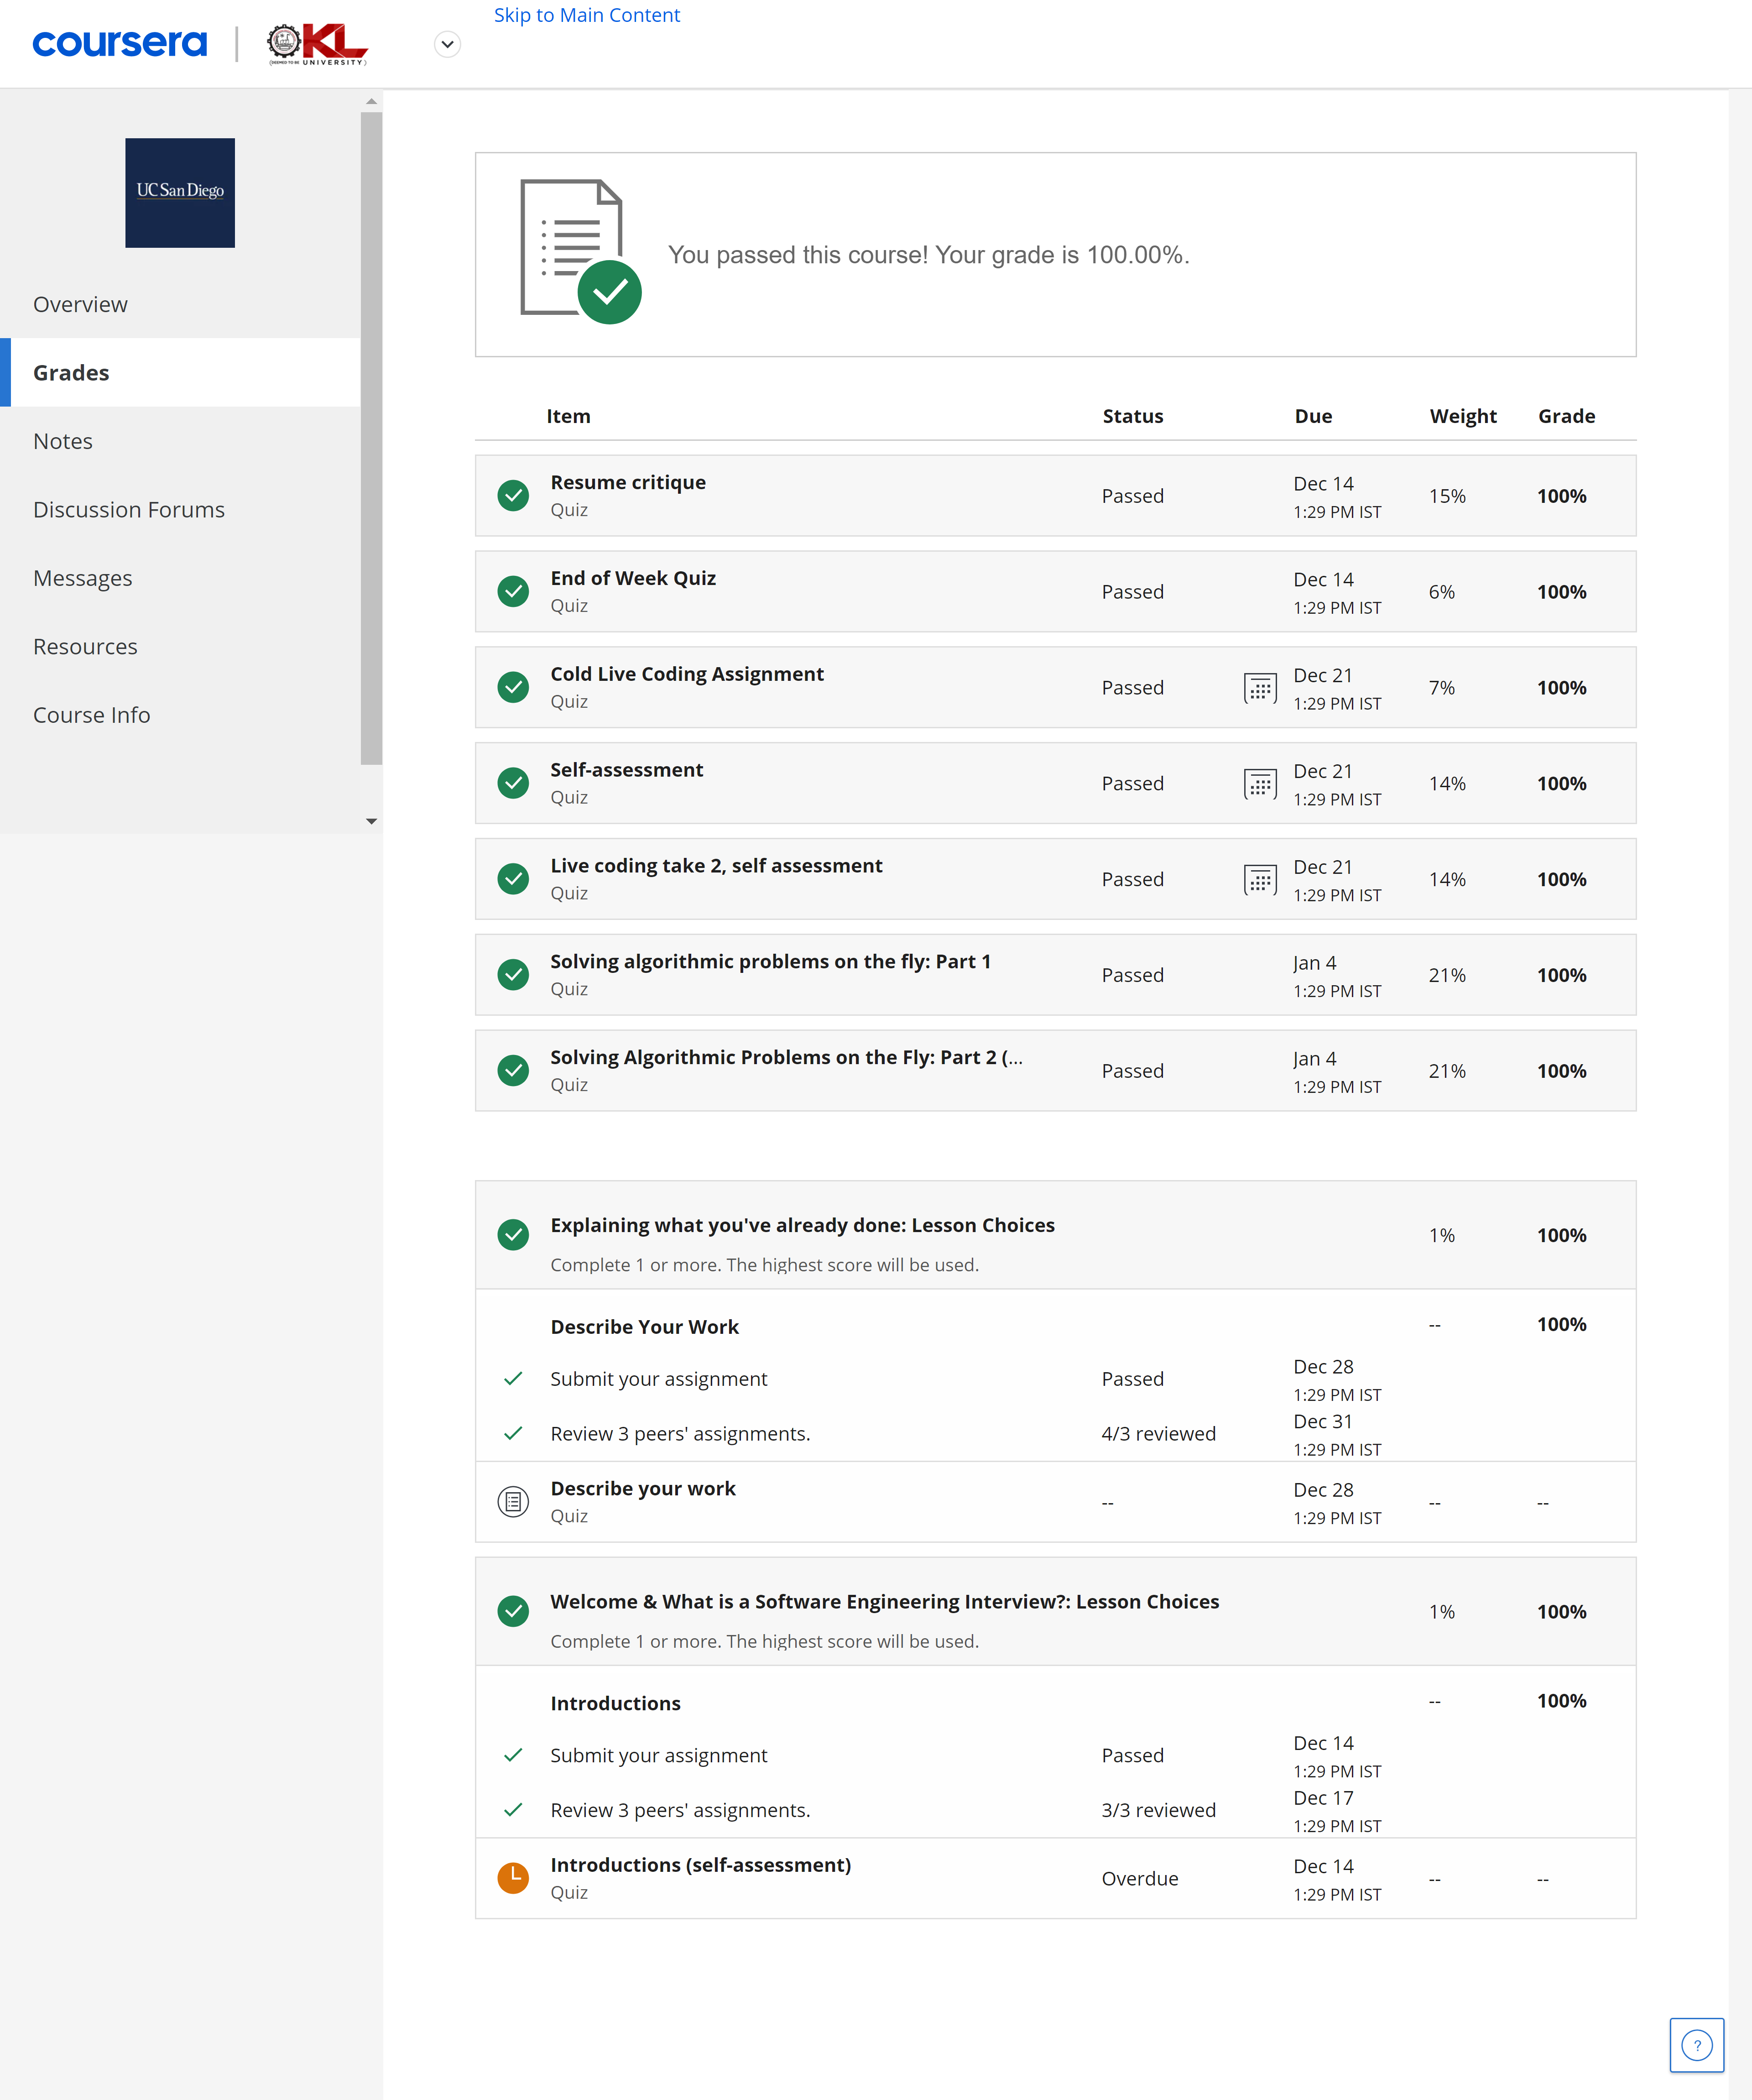 Skip to Main Content
coursera
KL
(DEEMED TO BE UNIVERSITY)
UC San Diego
Overview
Grades
Notes
Discussion Forums
Messages
Resources
Course Info
You passed this course! Your grade is 100.00%.
Item Status Due Weight Grade
Resume critique
Quiz
Passed
Dec 14
1:29 PM IST
15%
100%
End of Week Quiz
Quiz
Passed
Dec 14
1:29 PM IST
6%
100%
Cold Live Coding Assignment
Quiz
Passed
Dec 21
1:29 PM IST
7%
100%
Self-assessment
Quiz
Passed
Dec 21
1:29 PM IST
14%
100%
Live coding take 2, self assessment
Quiz
Passed
Dec 21
1:29 PM IST
14%
100%
Solving algorithmic problems on the fly: Part 1
Quiz
Passed
Jan 4
1:29 PM IST
21%
100%
Solving Algorithmic Problems on the Fly: Part 2 (...
Quiz
Passed
Jan 4
1:29 PM IST
21%
100%
Explaining what you've already done: Lesson Choices
Complete 1 or more. The highest score will be used.
1%
100%
Describe Your Work
--
100%
Submit your assignment
Passed
Dec 28
1:29 PM IST
Review 3 peers' assignments.
4/3 reviewed
Dec 31
1:29 PM IST
Describe your work
Quiz
--
Dec 28
1:29 PM IST
--
--
Welcome & What is a Software Engineering Interview?: Lesson Choices
Complete 1 or more. The highest score will be used.
1%
100%
Introductions
--
100%
Submit your assignment
Passed
Dec 14
1:29 PM IST
Review 3 peers' assignments.
3/3 reviewed
Dec 17
1:29 PM IST
Introductions (self-assessment)
Quiz
Overdue
Dec 14
1:29 PM IST
--
--
?